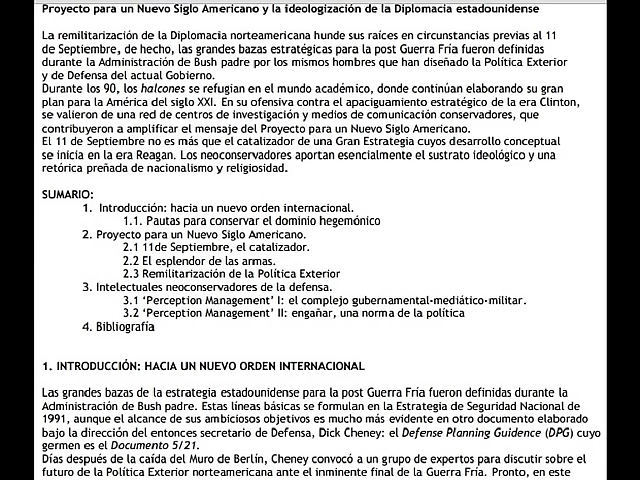 Proyecto para un Nuevo Siglo Americano y la ideologización de la Diplomacia estadounidense
La remilitarización de la Diplomacia norteamericana hunde sus raíces en circunstancias previas al 11
de Septiembre, de hecho, las grandes bazas estratégicas para la post Guerra Fría fueron definidas
durante la Administración de Bush padre por los mismos hombres que han diseñado la Política Exterior
y de Defensa del actual Gobierno.
Durante los 90, los halcones se refugian en el mundo académico, donde continúan elaborando su gran
plan para la América del siglo XXI. En su ofensiva contra el apaciguamiento estratégico de la era Clinton,
se valieron de una red de centros de investigación y medios de comunicación conservadores, que
contribuyeron a amplificar el mensaje del Proyecto para un Nuevo Siglo Americano.
El 11 de Septiembre no es más que el catalizador de una Gran Estrategia cuyos desarrollo conceptual
se inicia en la era Reagan. Los neoconservadores aportan esencialmente el sustrato ideológico y una
retórica preñada de nacionalismo y religiosidad.
SUMARIO:
1. Introducción: hacia un nuevo orden internacional.
1.1. Pautas para conservar el dominio hegemónico
2. Proyecto para un Nuevo Siglo Americano.
2.1 11de Septiembre, el catalizador.
2.2 El esplendor de las armas.
2.3 Remilitarización de la Política Exterior
3. Intelectuales neoconservadores de la defensa.
3.1 ‘Perception Management’ I: el complejo gubernamental-mediático-militar.
3.2 ‘Perception Management’ II: engañar, una norma de la política
4. Bibliografía
1. INTRODUCCIÓN: HACIA UN NUEVO ORDEN INTERNACIONAL
Las grandes bazas de la estrategia estadounidense para la post Guerra Fría fueron definidas durante la
Administración de Bush padre. Estas líneas básicas se formulan en la Estrategia de Seguridad Nacional de
1991, aunque el alcance de sus ambiciosos objetivos es mucho más evidente en otro documento elaborado
bajo la dirección del entonces secretario de Defensa, Dick Cheney: el Defense Planning Guidence (DPG) cuyo
germen es el Documento 5/21.
Días después de la caída del Muro de Berlín, Cheney convocó a un grupo de expertos para discutir sobre el
futuro de la Política Exterior norteamericana ante el inminente final de la Guerra Fría. Pronto, en este